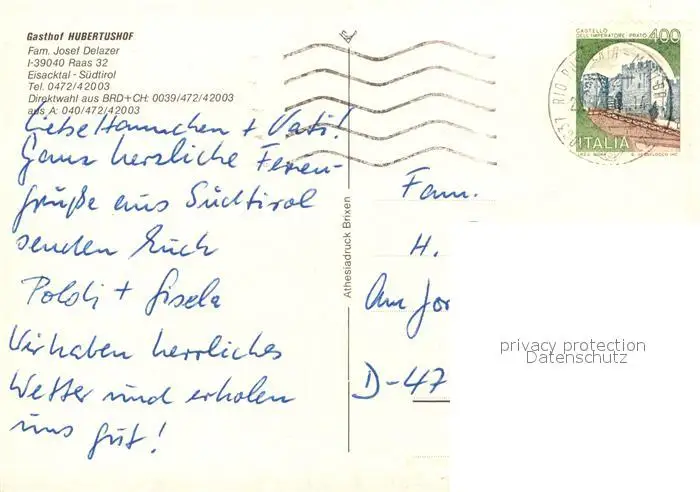 Gasthof HUBERTUSHOF
Fam. Josef Delazer
I-39040 Raas 32
Eisacktal - Südtirol
Tel. 0472/42003
Direktwahl aus BRD+CH: 0039/472/42003
aus A: 040/472/42003
Liebe Hannchen + Vati!
Ganz herzliche Ferien-
grüße aus Südtirol
senden Euch
Poldi + Gisela
Wir haben herrliches
Wetter und erholen
uns gut!
Athesiadruck Brixen
CASTELLO
DELL'IMPERATORE PRATO
400
ITALIA
Fam.
H.
Am
D-47
privacy protection
Datenschutz